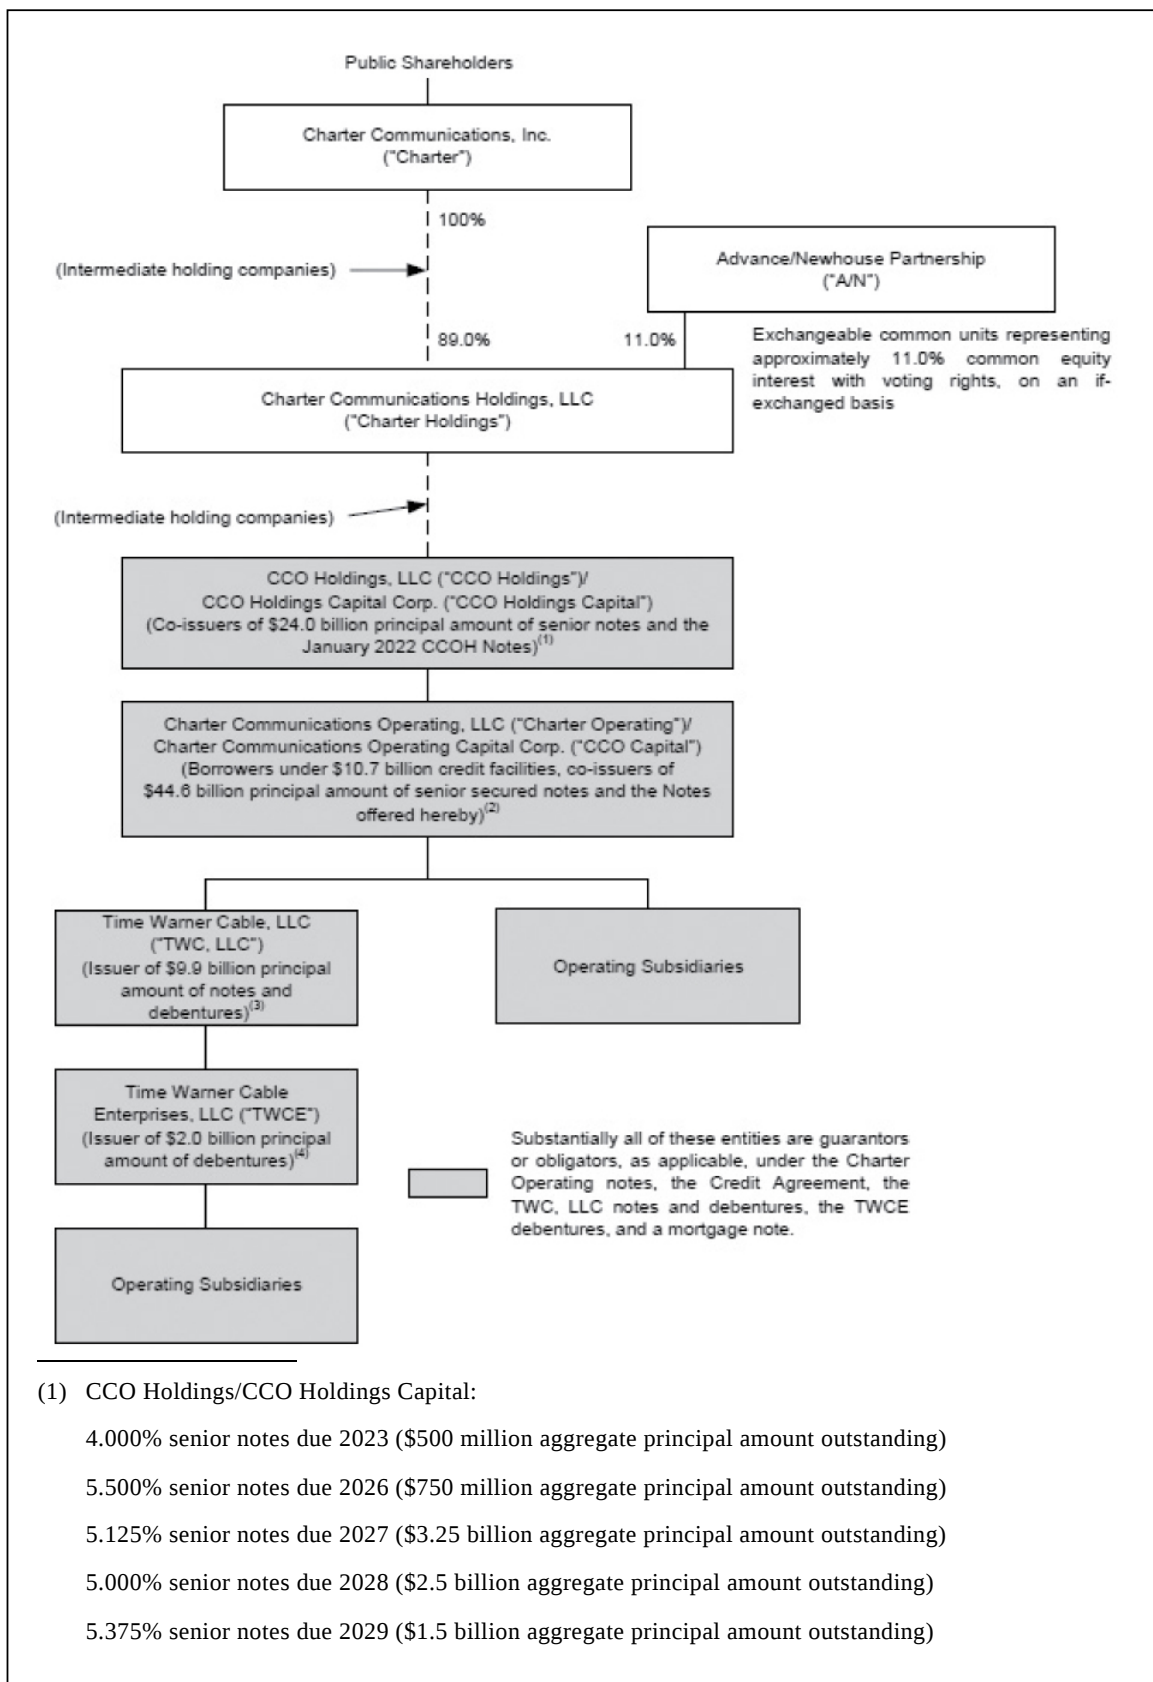 Public Shareholders
Charter Communications, Inc.
("Charter")
100%
(Intermediate holding companies)
Advance/Newhouse Partnership
("A/N")
89.0%
11.0%
Exchangeable common units representing
approximately 11.0% common equity
interest with voting rights, on an if-
exchanged basis
Charter Communications Holdings, LLC
("Charter Holdings")
(Intermediate holding companies)
CCO Holdings, LLC ("CCO Holdings")/
CCO Holdings Capital Corp. ("CCO Holdings Capital")
(Co-issuers of $24.0 billion principal amount of senior notes and the
January 2022 CCOH Notes)(1)
Charter Communications Operating, LLC ("Charter Operating")/
Charter Communications Operating Capital Corp. ("CCO Capital")
(Borrowers under $10.7 billion credit facilities, co-issuers of
$44.6 billion principal amount of senior secured notes and the Notes
offered hereby)(2)
Time Warner Cable, LLC
("TWC, LLC")
(Issuer of $9.9 billion principal
amount of notes and
debentures)(3)
Operating Subsidiaries
Time Warner Cable
Enterprises, LLC ("TWCE")
(Issuer of $2.0 billion principal
amount of debentures)(4)
Substantially all of these entities are guarantors
or obligators, as applicable, under the Charter
Operating notes, the Credit Agreement, the
TWC, LLC notes and debentures, the TWCE
debentures, and a mortgage note.
Operating Subsidiaries
(1) CCO Holdings/CCO Holdings Capital:
4.000% senior notes due 2023 ($500 million aggregate principal amount outstanding)
5.500% senior notes due 2026 ($750 million aggregate principal amount outstanding)
5.125% senior notes due 2027 ($3.25 billion aggregate principal amount outstanding)
5.000% senior notes due 2028 ($2.5 billion aggregate principal amount outstanding)
5.375% senior notes due 2029 ($1.5 billion aggregate principal amount outstanding)